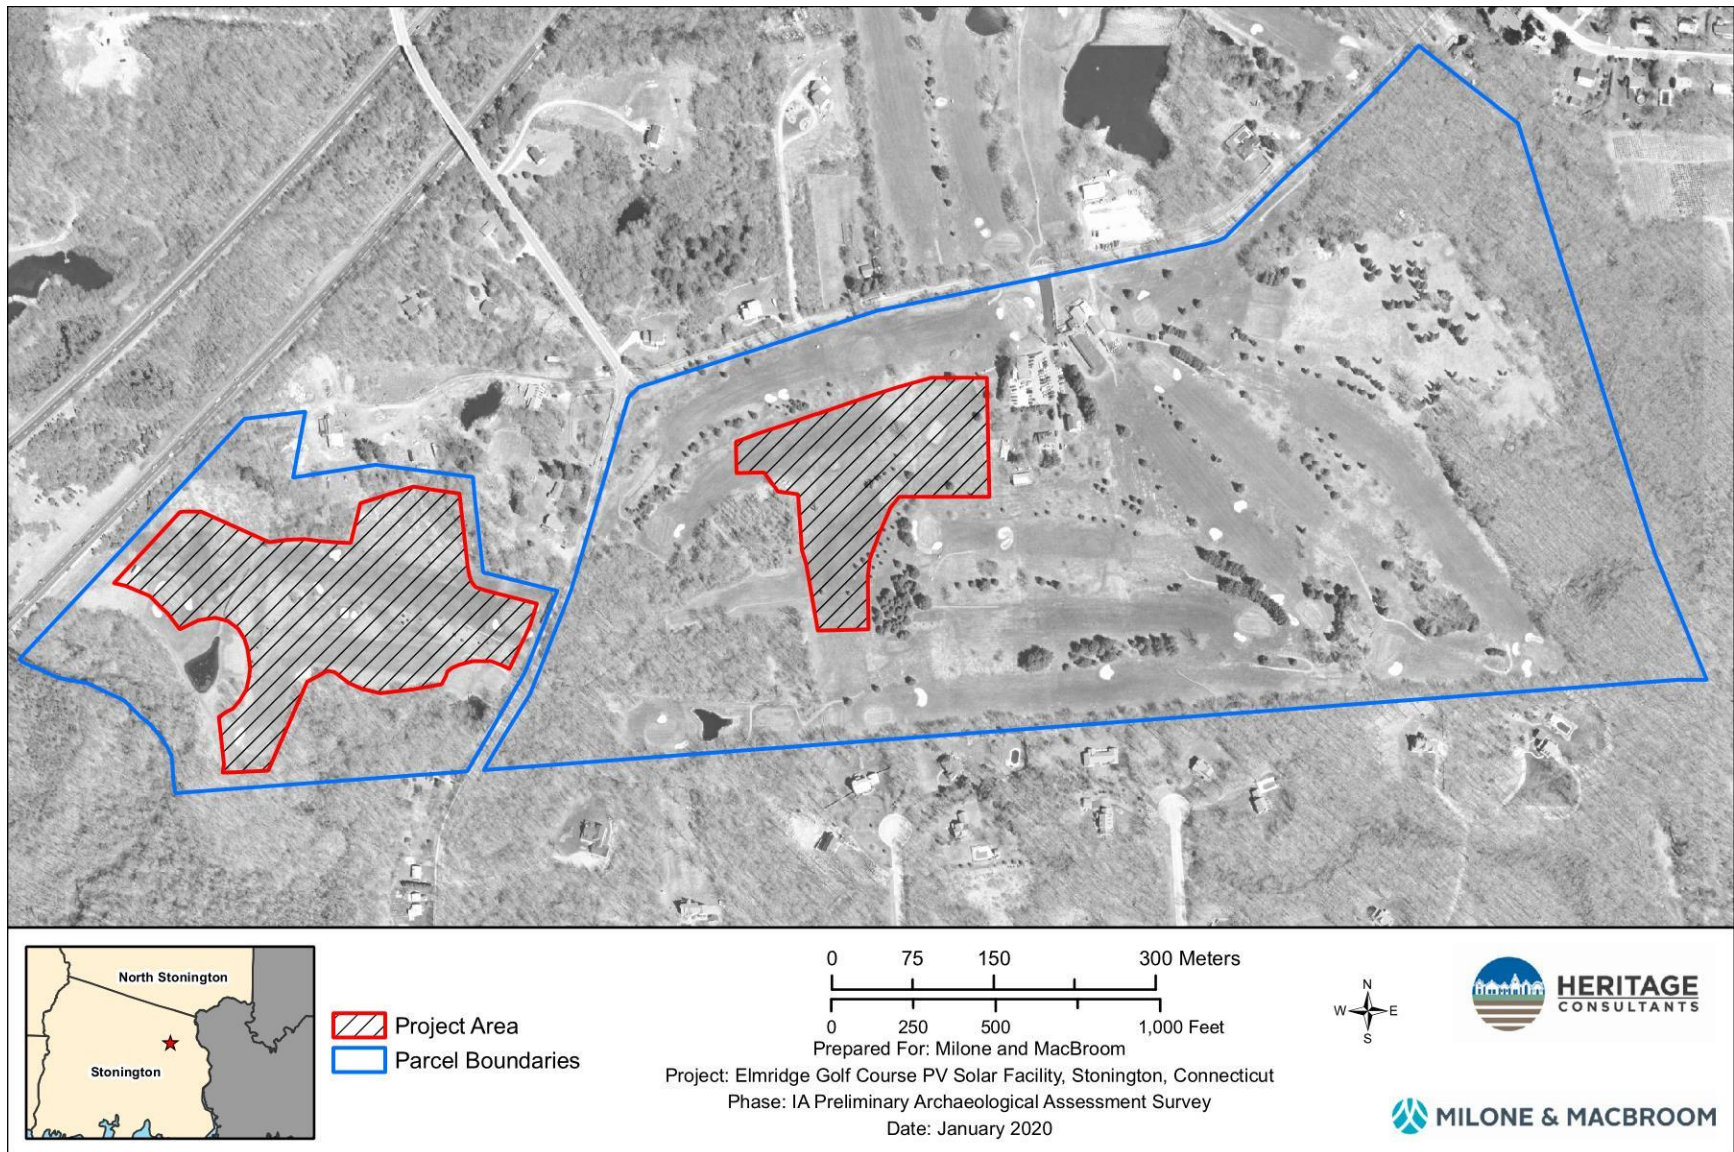 North Stonington
Stonington
Project Area
Parcel Boundaries
0 75 150 300 Meters
0 250 500 1,000 Feet
Prepared For: Milone and MacBroom
Project: Elmridge Golf Course PV Solar Facility, Stonington, Connecticut
Phase: IA Preliminary Archaeological Assessment Survey
Date: January 2020
N
W E
S
HERITAGE
CONSULTANTS
MILONE & MACBROOM